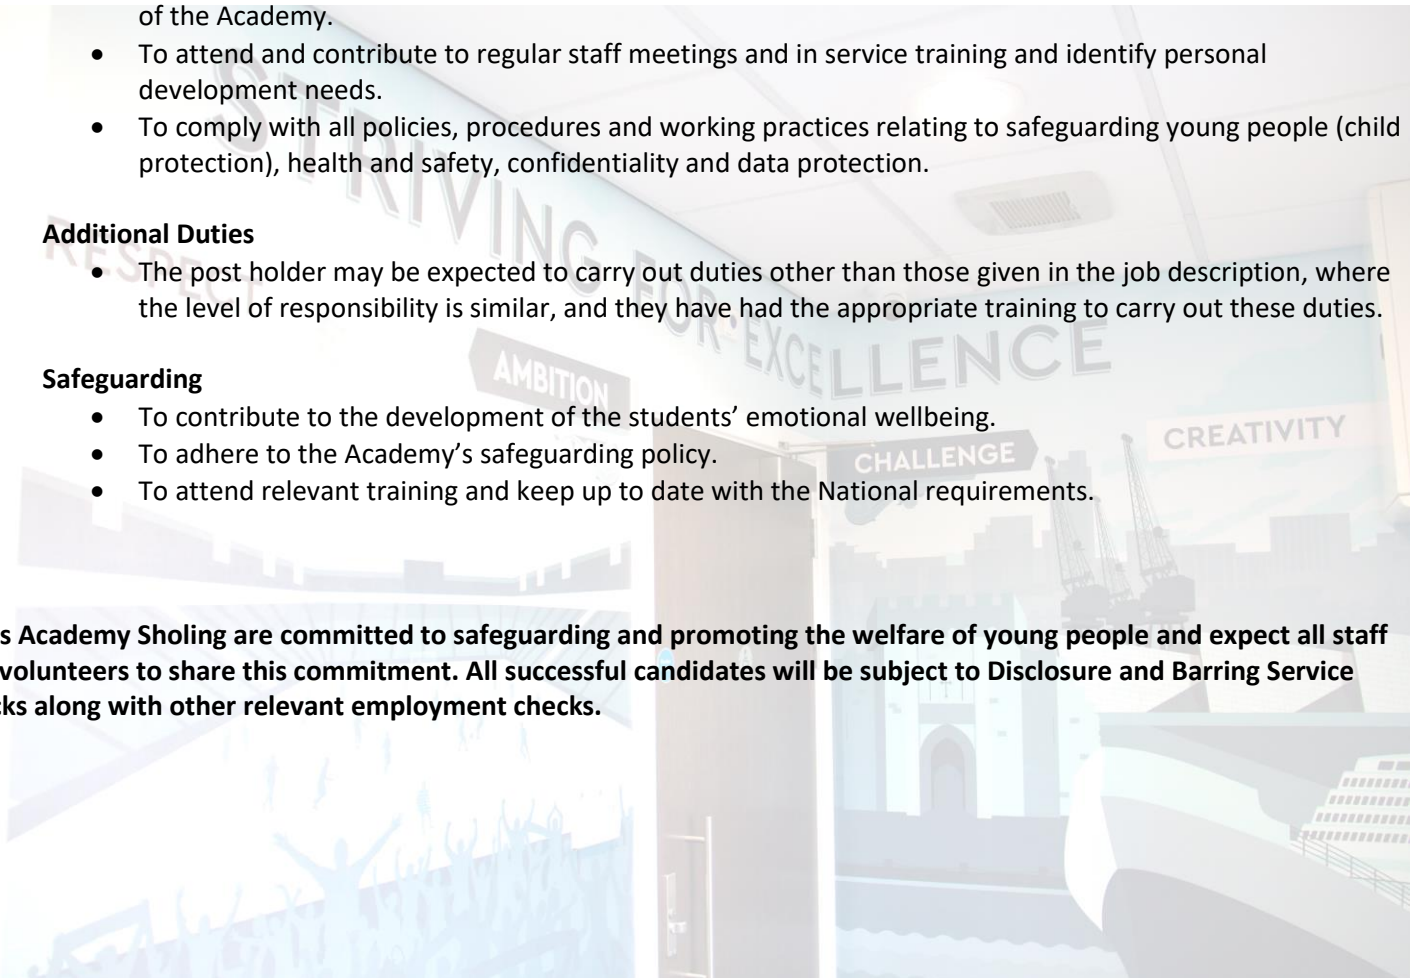 of the Academy.
• To attend and contribute to regular staff meetings and in service training and identify personal
development needs.
• To comply with all policies, procedures and working practices relating to safeguarding young people (child
protection), health and safety, confidentiality and data protection.
Additional Duties
• The post holder may be expected to carry out duties other than those given in the job description, where
the level of responsibility is similar, and they have had the appropriate training to carry out these duties.
Safeguarding
• To contribute to the development of the students’ emotional wellbeing.
• To adhere to the Academy’s safeguarding policy.
• To attend relevant training and keep up to date with the National requirements.
s Academy Sholing are committed to safeguarding and promoting the welfare of young people and expect all staff
volunteers to share this commitment. All successful candidates will be subject to Disclosure and Barring Service
cks along with other relevant employment checks.
STRIVING FOR EXCELLENCE
RESPECT
AMBITION
CHALLENGE
CREATIVITY